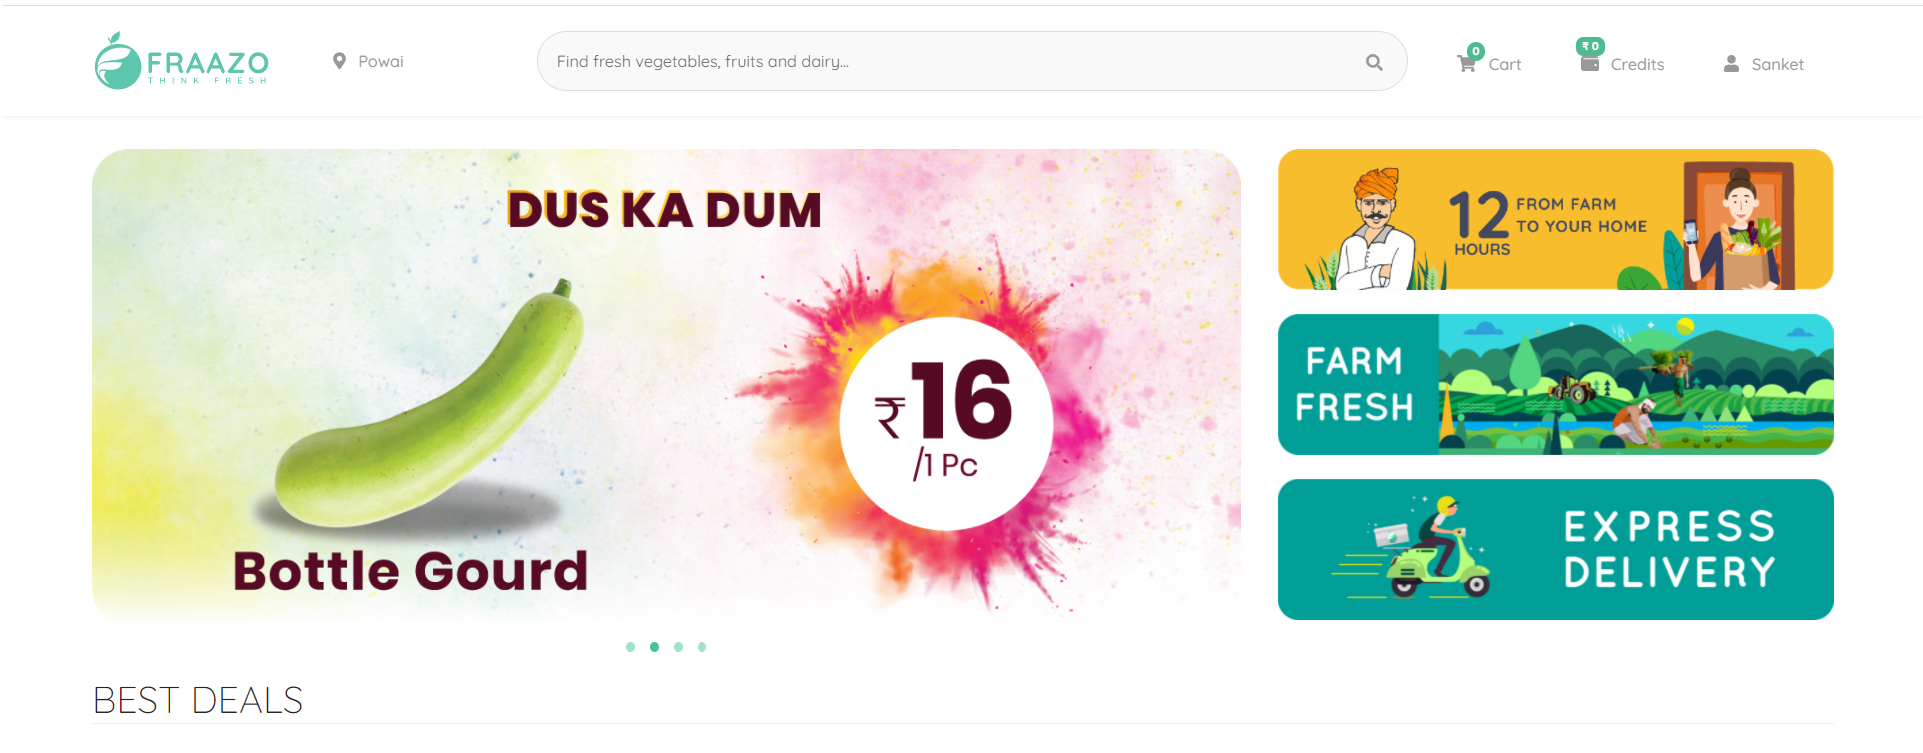 FRAAZO
THINK FRESH
Powai
Find fresh vegetables, fruits and dairy...
0
Cart
₹ 0
Credits
Sanket
DUS KA DUM
₹16
/1 Pc
Bottle Gourd
12
HOURS
FROM FARM
TO YOUR HOME
FARM
FRESH
EXPRESS
DELIVERY
BEST DEALS